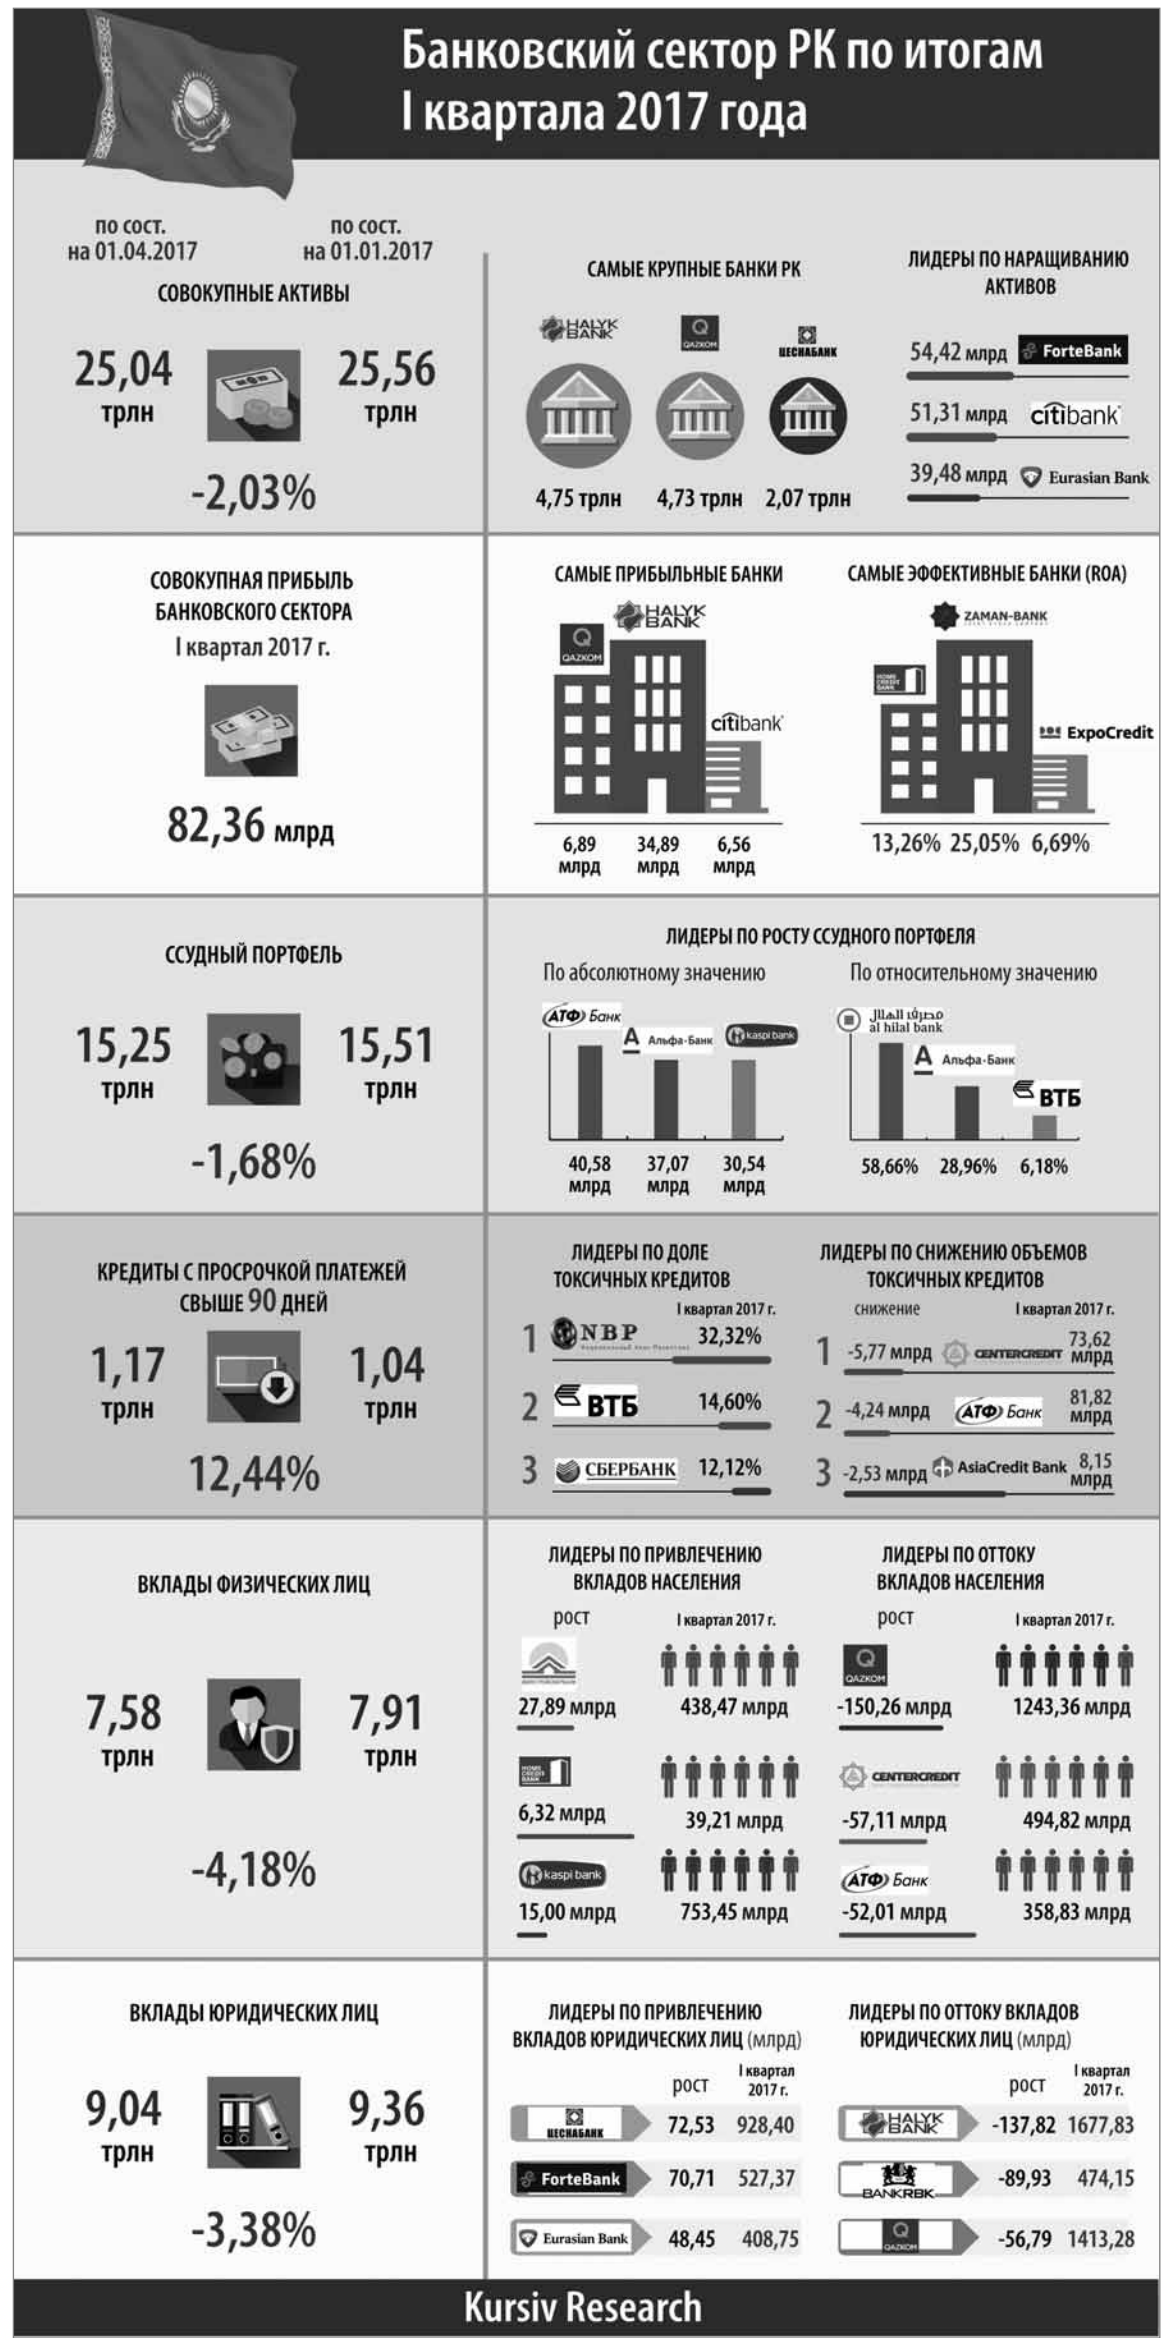 Банковский сектор РК по итогам
I квартала 2017 года
по сост.
на 01.04.2017
по сост.
на 01.01.2017
СОВОКУПНЫЕ АКТИВЫ
25,04
трлн
25,56
трлн
-2,03%
САМЫЕ КРУПНЫЕ БАНКИ РК
HALYK
BANK
QAZKOM
ЦЕСНАБАНК
4,75 трлн
4,73 трлн
2,07 трлн
ЛИДЕРЫ ПО НАРАЩИВАНИЮ
АКТИВОВ
54,42 млрд ForteBank
51,31 млрд citibank
39,48 млрд Eurasian Bank
СОВОКУПНАЯ ПРИБЫЛЬ
БАНКОВСКОГО СЕКТОРА
I квартал 2017 г.
82,36 млрд
САМЫЕ ПРИБЫЛЬНЫЕ БАНКИ
HALYK
BANK
QAZKOM
citibank
6,89
млрд
34,89
млрд
6,56
млрд
САМЫЕ ЭФФЕКТИВНЫЕ БАНКИ (ROA)
ZAMAN-BANK
HOME
CREDIT
BANK
ExpoCredit
13,26% 25,05% 6,69%
ССУДНЫЙ ПОРТФЕЛЬ
15,25
трлн
15,51
трлн
-1,68%
ЛИДЕРЫ ПО РОСТУ ССУДНОГО ПОРТФЕЛЯ
По абсолютному значению
АТФ Банк
Альфа-Банк
kaspi bank
40,58
млрд
37,07
млрд
30,54
млрд
По относительному значению
مصرف الهلال
al hilal bank
Альфа-Банк
ВТБ
58,66% 28,96% 6,18%
КРЕДИТЫ С ПРОСРОЧКОЙ ПЛАТЕЖЕЙ
СВЫШЕ 90 ДНЕЙ
1,17
трлн
1,04
трлн
12,44%
ЛИДЕРЫ ПО ДОЛЕ
ТОКСИЧНЫХ КРЕДИТОВ
I квартал 2017 г.
1 NBP 32,32%
2 ВТБ 14,60%
3 СБЕРБАНК 12,12%
ЛИДЕРЫ ПО СНИЖЕНИЮ ОБЪЕМОВ
ТОКСИЧНЫХ КРЕДИТОВ
снижение I квартал 2017 г.
1 -5,77 млрд CENTERCREDIT 73,62
млрд
2 -4,24 млрд АТФ Банк 81,82
млрд
3 -2,53 млрд AsiaCredit Bank 8,15
млрд
ВКЛАДЫ ФИЗИЧЕСКИХ ЛИЦ
7,58
трлн
7,91
трлн
-4,18%
ЛИДЕРЫ ПО ПРИВЛЕЧЕНИЮ
ВКЛАДОВ НАСЕЛЕНИЯ
рост I квартал 2017 г.
27,89 млрд 438,47 млрд
HOME
CREDIT
BANK
6,32 млрд 39,21 млрд
kaspi bank
15,00 млрд 753,45 млрд
ЛИДЕРЫ ПО ОТТОКУ
ВКЛАДОВ НАСЕЛЕНИЯ
рост I квартал 2017 г.
QAZKOM
-150,26 млрд 1243,36 млрд
CENTERCREDIT
-57,11 млрд 494,82 млрд
АТФ Банк
-52,01 млрд 358,83 млрд
ВКЛАДЫ ЮРИДИЧЕСКИХ ЛИЦ
9,04
трлн
9,36
трлн
-3,38%
ЛИДЕРЫ ПО ПРИВЛЕЧЕНИЮ
ВКЛАДОВ ЮРИДИЧЕСКИХ ЛИЦ (млрд)
рост I квартал
2017 г.
ЦЕСНАБАНК 72,53 928,40
ForteBank 70,71 527,37
Eurasian Bank 48,45 408,75
ЛИДЕРЫ ПО ОТТОКУ ВКЛАДОВ
ЮРИДИЧЕСКИХ ЛИЦ (млрд)
рост I квартал
2017 г.
HALYK
BANK -137,82 1677,83
BANKRBK -89,93 474,15
QAZKOM -56,79 1413,28
Kursiv Research